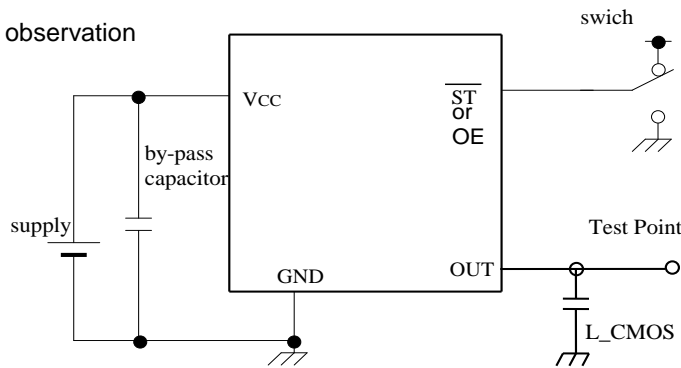 observation
swich
VCC
ST
or
OE
by-pass
capacitor
supply
Test Point
GND
OUT
L_CMOS